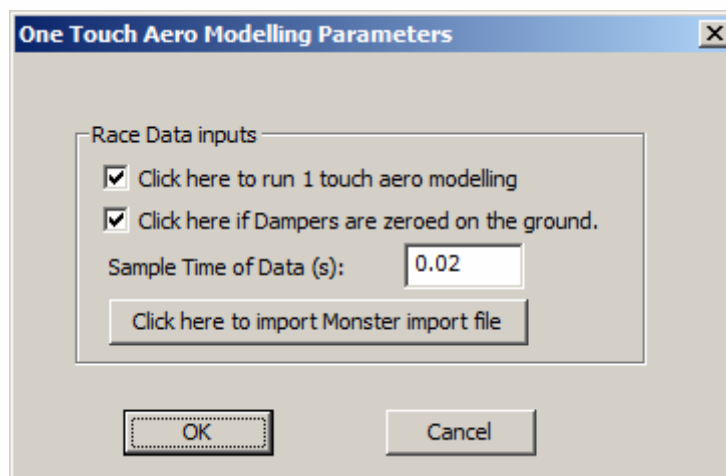 One Touch Aero Modelling Parameters
Race Data inputs
Click here to run 1 touch aero modelling
Click here if Dampers are zeroed on the ground.
Sample Time of Data (s): 0.02
Click here to import Monster import file
OK Cancel